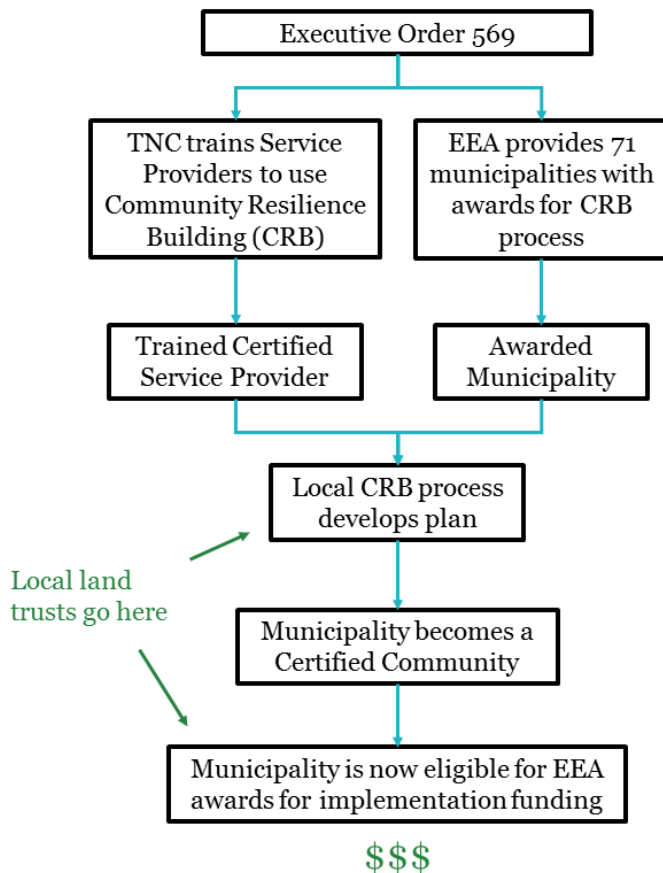 Executive Order 569
TNC trains Service
Providers to use
Community Resilience
Building (CRB)
EEA provides 71
municipalities with
awards for CRB
process
Trained Certified
Service Provider
Awarded
Municipality
Local CRB process
develops plan
Local land
trusts go here
Municipality becomes a
Certified Community
Municipality is now eligible for EEA
awards for implementation funding
$$$